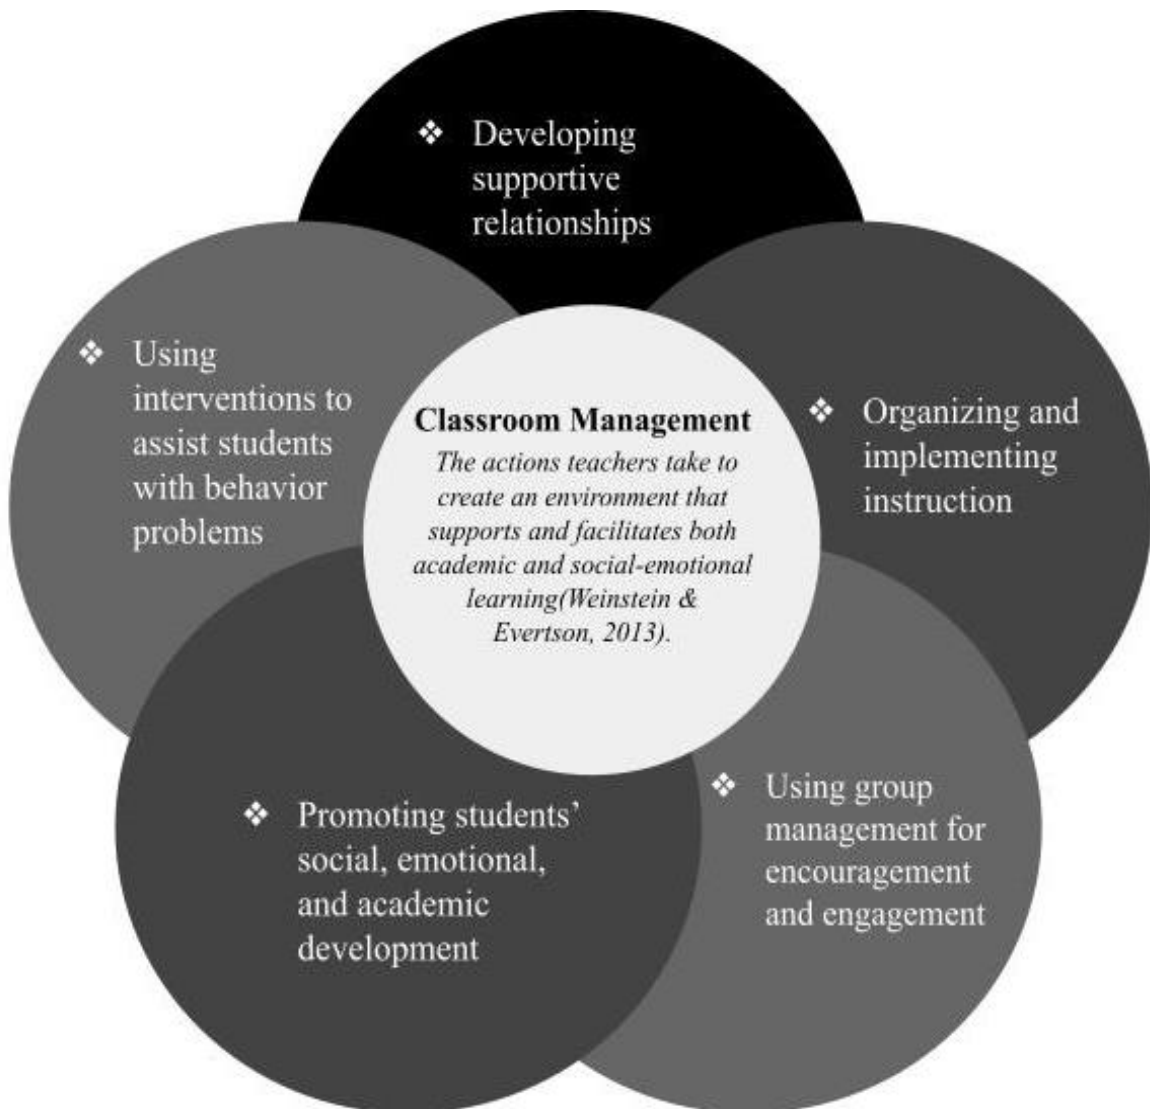 ❖ Developing
supportive
relationships
❖ Using
interventions to
assist students
with behavior
problems
Classroom Management
The actions teachers take to
create an environment that
supports and facilitates both
academic and social-emotional
learning(Weinstein &
Evertson, 2013).
❖ Organizing and
implementing
instruction
❖ Promoting students’
social, emotional,
and academic
development
❖ Using group
management for
encouragement
and engagement